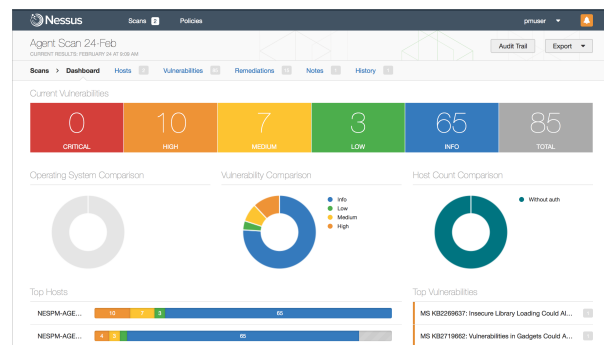 Nessus
Scans 2 Policies pmuser
Agent Scan 24-Feb
CURRENT RESULTS: FEBRUARY 24 AT 9:09 AM
Audit Trail Export
Scans > Dashboard Hosts Vulnerabilities Remediations Notes History
Current Vulnerabilities
0 10 7 3 65 85
CRITICAL HIGH MEDIUM LOW INFO TOTAL
Operating System Comparison Vulnerability Comparison Host Count Comparison
Info Without auth
Low
Medium
High
Top Hosts Top Vulnerabilities
NESPM-AGE... 10 7 3 65 MS KB2269637: Insecure Library Loading Could Al...
NESPM-AGE... 4 65 MS KB2719662: Vulnerabilities in Gadgets Could A...